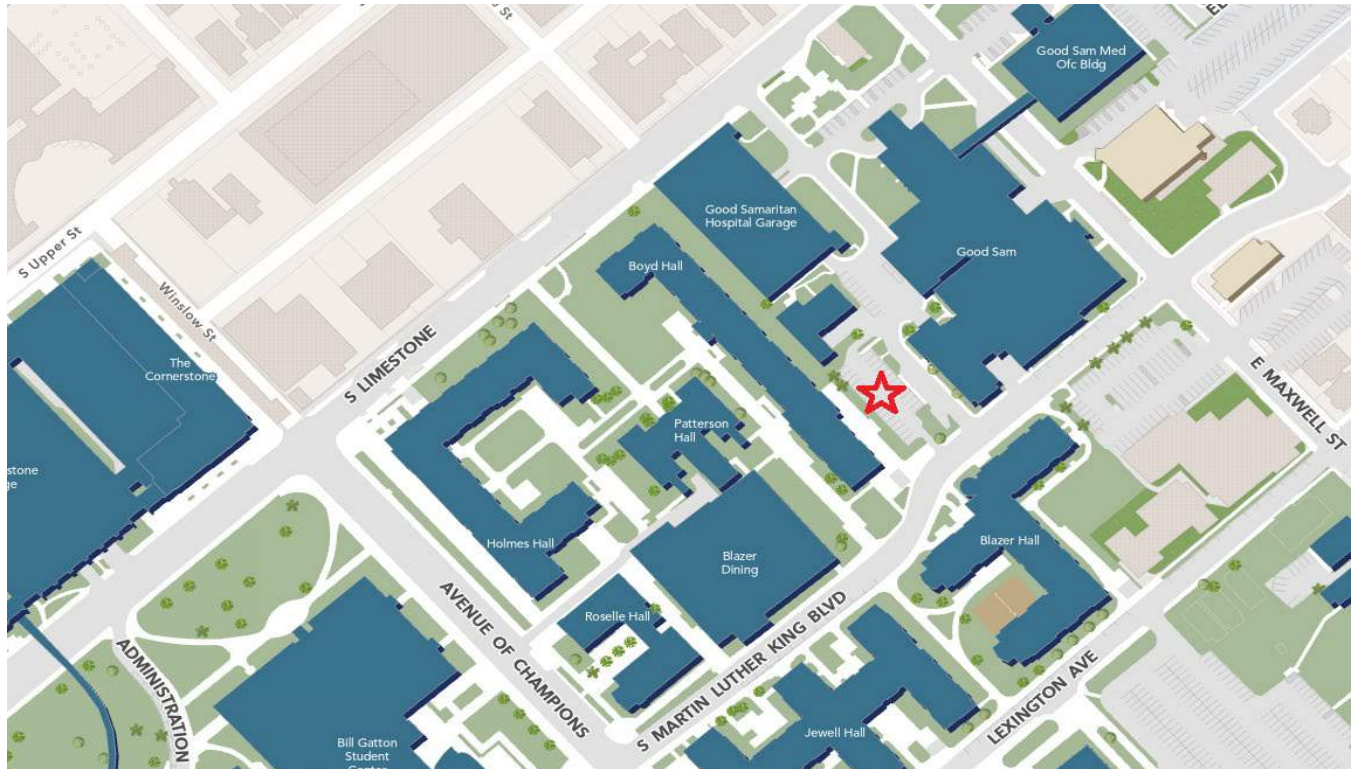 Good Sam Med
Ofc Bldg
Good Samaritan
Hospital Garage
S Upper St
Boyd Hall
Good Sam
Winslow St
The
Cornerstone
S LIMESTONE
E MAXWELL ST
Patterson
Hall
stone
Holmes Hall
Blazer
Dining
Blazer Hall
Roselle Hall
AVENUE OF CHAMPIONS
S MARTIN LUTHER KING BLVD
LEXINGTON AVE
ADMINISTRATION
Jewell Hall
Bill Gatton
Student